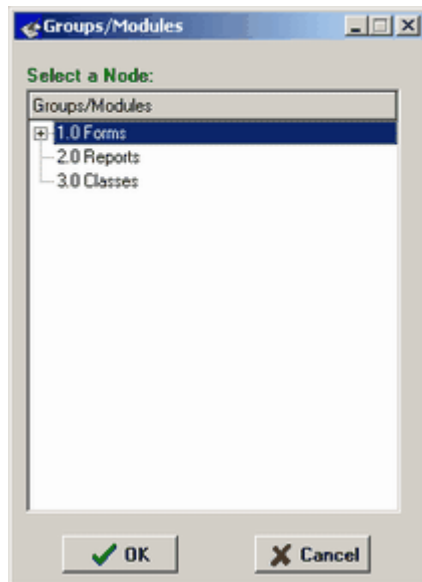 Groups/Modules
Select a Node:
Groups/Modules
1.0 Forms
2.0 Reports
3.0 Classes
OK
Cancel